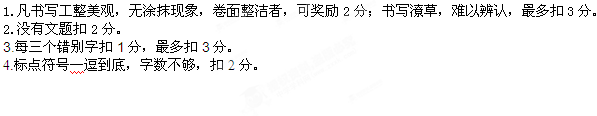 1.凡书写工整美观，无涂抹现象，卷面整洁者，可奖励2分；书写潦草，难以辨认，最多扣3分。
2.没有文题扣2分。
3.每三个错别字扣1分，最多扣3分。
4.标点符号一逗到底，字数不够，扣2分。